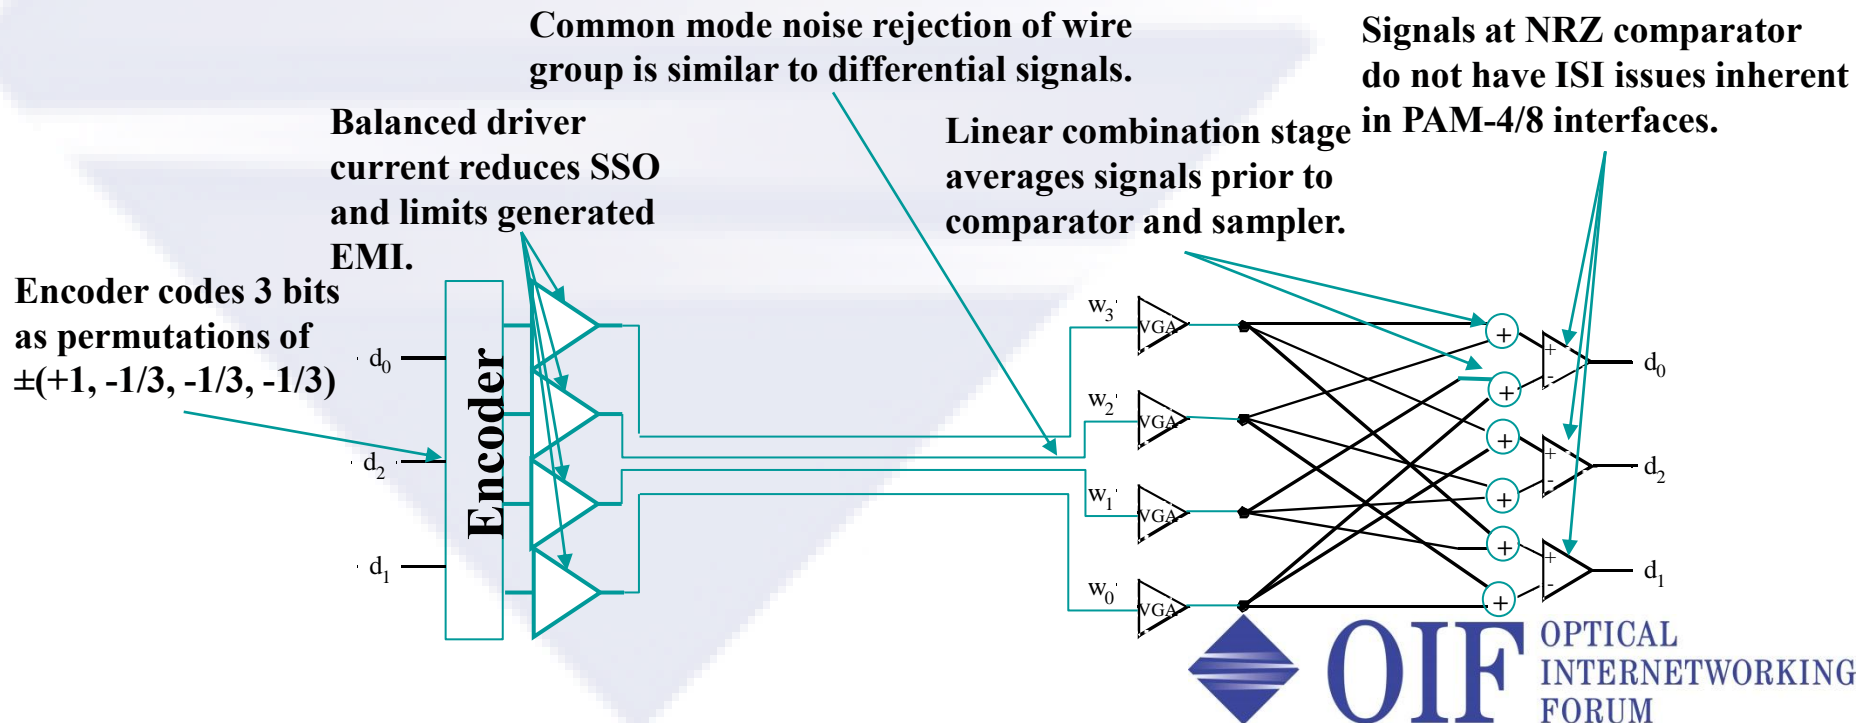 Common mode noise rejection of wire
group is similar to differential signals.
Signals at NRZ comparator
do not have ISI issues inherent
in PAM-4/8 interfaces.
Balanced driver
current reduces SSO
and limits generated
EMI.
Linear combination stage
averages signals prior to
comparator and sampler.
Encoder codes 3 bits
as permutations of
±(+1, -1/3, -1/3, -1/3)
d0
d2
d1
Encoder
w3
VGA
w2
VGA
w1
VGA
w0
VGA
+
+
+
+
+
+
+
-
d0
+
-
d2
+
-
d1
OIF
OPTICAL
INTERNETWORKING
FORUM